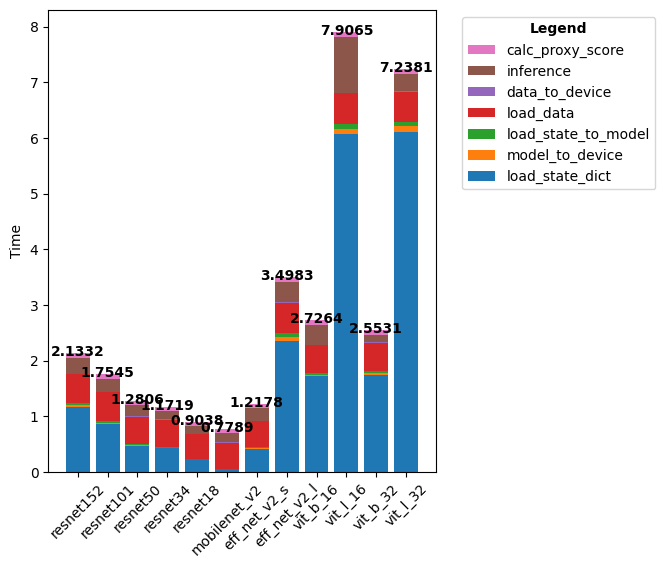 8
7
6
5
4
3
2
1
0
Time
2.1332
1.7545
1.2806
1.1719
0.9038
0.7789
1.2178
3.4983
2.7264
7.9065
2.5531
7.2381
resnet152
resnet101
resnet50
resnet34
resnet18
mobilenet_v2
eff_net_v2_s
eff_net_v2_l
vit_b_16
vit_l_16
vit_b_32
vit_l_32
Legend
calc_proxy_score
inference
data_to_device
load_data
load_state_to_model
model_to_device
load_state_dict